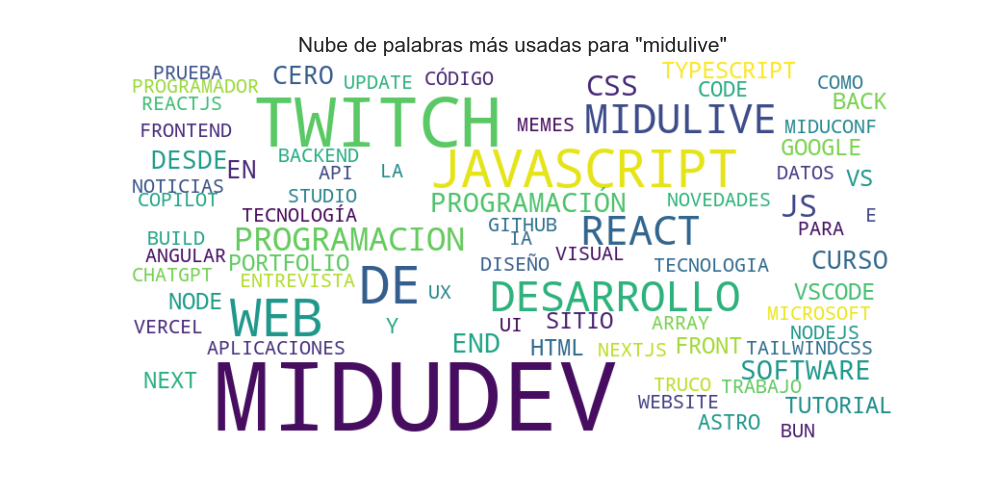 Nube de palabras más usadas para "midulive"
PRUEBA
CERO
UPDATE
CÓDIGO
CSS
TYPESCRIPT
COMO
PROGRAMADOR
CODE
REACTJS
TWITCH
MEMES
MIDULIVE
BACK
FRONTEND
MIDUCONF
DESDE
EN
BACKEND
JAVASCRIPT
GOOGLE
NOTICIAS
API
LA
DATOS
VS
COPILOT
STUDIO
PROGRAMACIÓN
NOVEDADES
JS
E
TECNOLOGÍA
GITHUB
REACT
PARA
BUILD
PROGRAMACION
IA
ANGULAR
PORTFOLIO
DISEÑO
VISUAL
TECNOLOGIA
CURSO
CHATGPT
ENTREVISTA
DE
UX
DESARROLLO
VSCODE
NODE
WEB
MICROSOFT
VERCEL
Y
UI
SITIO
ARRAY
NODEJS
APLICACIONES
END
HTML
NEXTJS
FRONT
TAILWINDCSS
NEXT
MIDUDEV
SOFTWARE
TRUCO
TRABAJO
WEBSITE
TUTORIAL
ASTRO
BUN